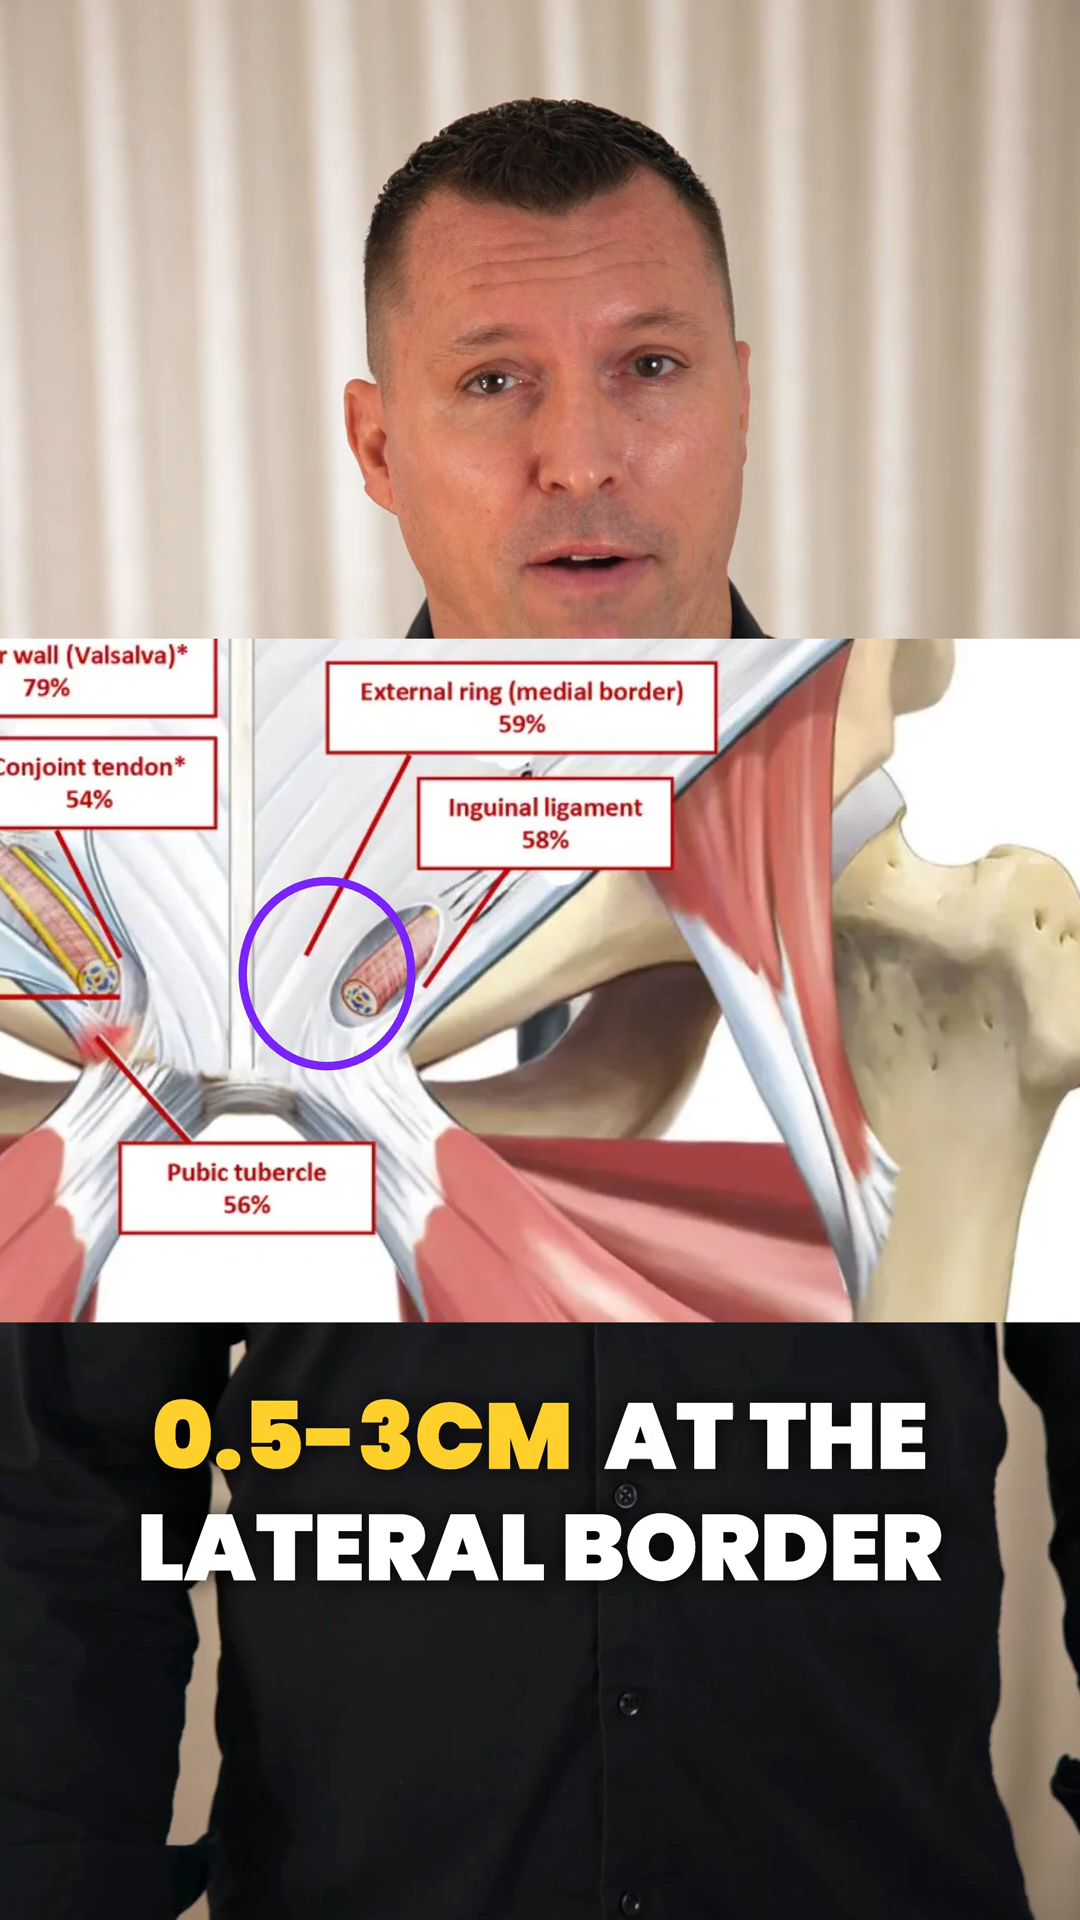 r wall (Valsalva)*
79%
Conjoint tendon*
54%
External ring (medial border)
59%
Inguinal ligament
58%
Pubic tubercle
56%
0.5-3CM AT THE
LATERAL BORDER